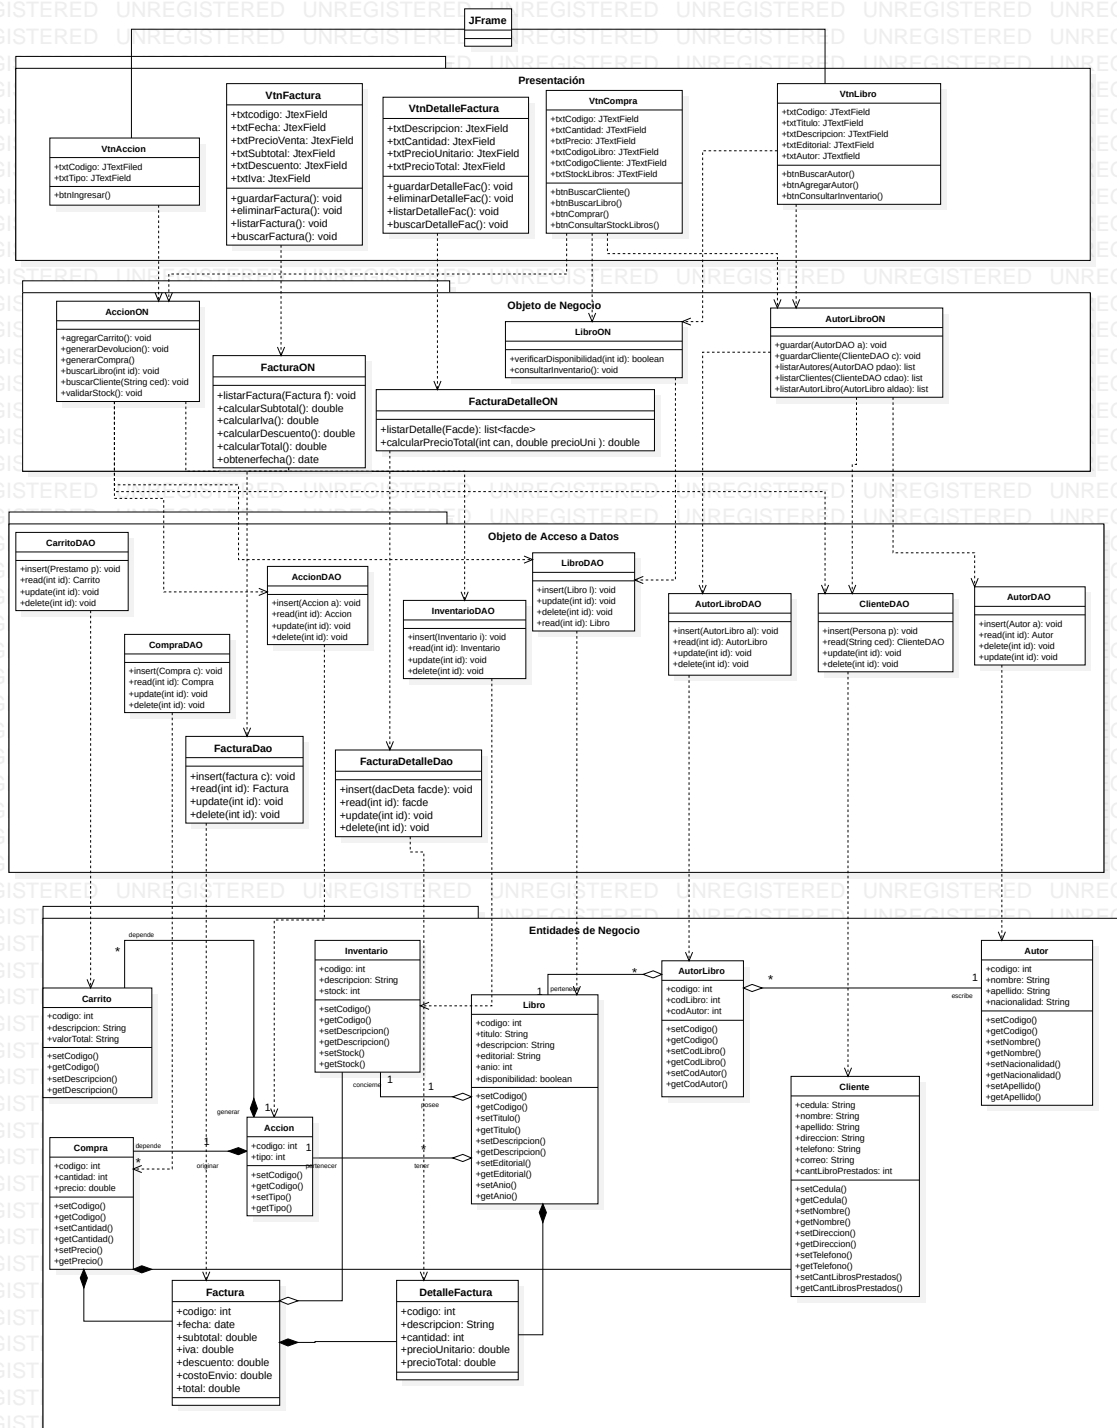 JFrame
Presentación
VtnAccion
+txtCodigo: JTextFiled
+txtTipo: JTextField
+btnIngresar()
VtnFactura
+txtcodigo: JtexField
+txtFecha: JtexField
+txtPrecioVenta: JtexField
+txtSubtotal: JtexField
+txtDescuento: JtexField
+txtIva: JtexField
+guardarFactura(): void
+eliminarFactura(): void
+listarFactura(): void
+buscarFactura(): void
VtnDetalleFactura
+txtDescripcion: JtexField
+txtCantidad: JtexField
+txtPrecioUnitario: JtexField
+txtPrecioTotal: JtexField
+guardarDetalleFac(): void
+eliminarDetalleFac(): void
+listarDetalleFac(): void
+buscarDetalleFac(): void
VtnCompra
+txtCodigo: JTextField
+txtCantidad: JTextField
+txtPrecio: JTextField
+txtCodigoLibro: JTextField
+txtCodigoCliente: JTextField
+txtStockLibros: JTextField
+btnBuscarCliente()
+btnBuscarLibro()
+btnComprar()
+btnConsultarStockLibros()
VtnLibro
+txtCodigo: JTextField
+txtTitulo: JTextField
+txtDescripcion: JTextField
+txtEditorial: JTextField
+txtAutor: JTextfield
+btnBuscarAutor()
+btnAgregarAutor()
+btnConsultarInventario()
Objeto de Negocio
AccionON
+agregarCarrito(): void
+generarDevolucion(): void
+generarCompra()
+buscarLibro(int id): void
+buscarCliente(String ced): void
+validarStock(): void
FacturaON
+listarFactura(Factura f): void
+calcularSubtotal(): double
+calcularIva(): double
+calcularDescuento(): double
+calcularTotal(): double
+obtenerfecha(): date
FacturaDetalleON
+listarDetalle(Facde): list<facde>
+calcularPrecioTotal(int can, double precioUni ): double
LibroON
+verificarDisponibilidad(int id): boolean
+consultarInventario(): void
AutorLibroON
+guardar(AutorDAO a): void
+guardarCliente(ClienteDAO c): void
+listarAutores(AutorDAO pdao): list
+listarClientes(ClienteDAO cdao): list
+listarAutorLibro(AutorLibro aldao): list
Objeto de Acceso a Datos
CarritoDAO
+insert(Prestamo p): void
+read(int id): Carrito
+update(int id): void
+delete(int id): void
CompraDAO
+insert(Compra c): void
+read(int id): Compra
+update(int id): void
+delete(int id): void
AccionDAO
+insert(Accion a): void
+read(int id): Accion
+update(int id): void
+delete(int id): void
InventarioDAO
+insert(Inventario i): void
+read(int id): Inventario
+update(int id): void
+delete(int id): void
LibroDAO
+insert(Libro l): void
+update(int id): void
+delete(int id): void
+read(int id): Libro
AutorLibroDAO
+insert(AutorLibro al): void
+read(int id): AutorLibro
+update(int id): void
+delete(int id): void
ClienteDAO
+insert(Persona p): void
+read(String ced): ClienteDAO
+update(int id): void
+delete(int id): void
AutorDAO
+insert(Autor a): void
+read(int id): Autor
+delete(int id): void
+update(int id): void
FacturaDao
+insert(factura c): void
+read(int id): Factura
+update(int id): void
+delete(int id): void
FacturaDetalleDao
+insert(dacDeta facde): void
+read(int id): facde
+update(int id): void
+delete(int id): void
Entidades de Negocio
Carrito
+codigo: int
+descripcion: String
+valorTotal: String
+setCodigo()
+getCodigo()
+setDescripcion()
+getDescripcion()
depende
*
generar
1
Inventario
+codigo: int
+descripcion: String
+stock: int
+setCodigo()
+getCodigo()
+setDescripcion()
+getDescripcion()
+setStock()
+getStock()
concierne
1
1
posee
Libro
+codigo: int
+titulo: String
+descripcion: String
+editorial: String
+anio: int
+disponibilidad: boolean
+setCodigo()
+getCodigo()
+setTitulo()
+getTitulo()
+setDescripcion()
+getDescripcion()
+setEditorial()
+getEditorial()
+setAnio()
+getAnio()
1
pertenece
*
AutorLibro
+codigo: int
+codLibro: int
+codAutor: int
+setCodigo()
+getCodigo()
+setCodLibro()
+getCodLibro()
+setCodAutor()
+getCodAutor()
*
1
escribe
Autor
+codigo: int
+nombre: String
+apellido: String
+nacionalidad: String
+setCodigo()
+getCodigo()
+setNombre()
+getNombre()
+setNacionalidad()
+getNacionalidad()
+setApellido()
+getApellido()
Cliente
+cedula: String
+nombre: String
+apellido: String
+direccion: String
+telefono: String
+correo: String
+cantLibroPrestados: int
+setCedula()
+getCedula()
+setNombre()
+getNombre()
+setDireccion()
+getDireccion()
+setTelefono()
+getTelefono()
+setCantLibrosPrestados()
+getCantLibrosPrestados()
Compra
+codigo: int
+cantidad: int
+precio: double
+setCodigo()
+getCodigo()
+setCantidad()
+getCantidad()
+setPrecio()
+getPrecio()
depende
*
1
originar
Accion
+codigo: int
+tipo: int
+setCodigo()
+getCodigo()
+setTipo()
+getTipo()
1
pertenecer
*
tener
Factura
+codigo: int
+fecha: date
+subtotal: double
+iva: double
+descuento: double
+costoEnvio: double
+total: double
DetalleFactura
+codigo: int
+descripcion: String
+cantidad: int
+precioUnitario: double
+precioTotal: double